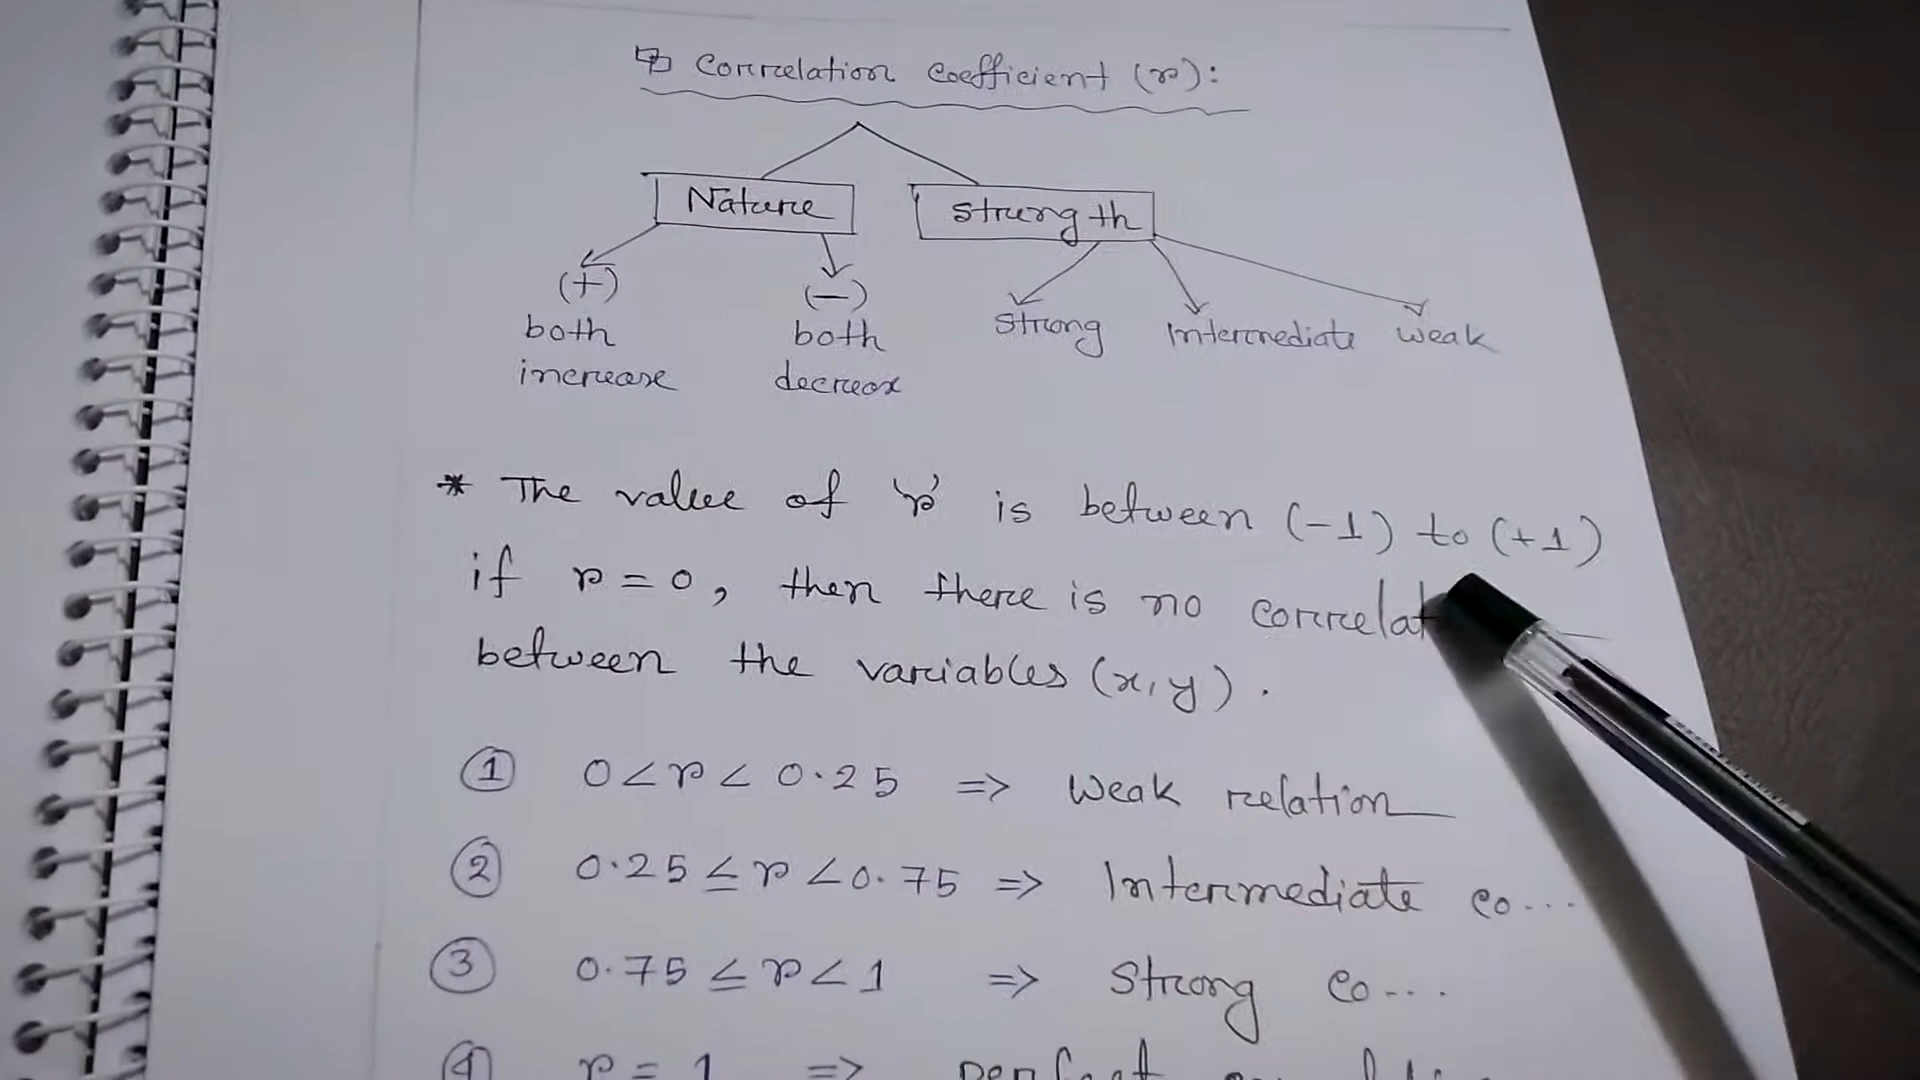 Correlation coefficient (r):
Nature Strength
(+) (-)
both both Strong Intermediate weak
increase decrease
* The value of 'r' is between (-1) to (+1)
if r = 0, then there is no correlat
between the variables (x, y).
① 0 < r < 0.25 => Weak relation
② 0.25 ≤ r < 0.75 => Intermediate co...
③ 0.75 ≤ r < 1 => Strong co...
④ r = 1 => perfect